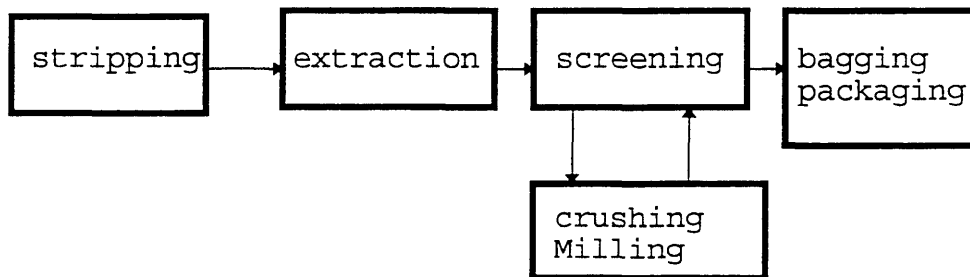 stripping
extraction
screening
bagging
packaging
crushing
Milling